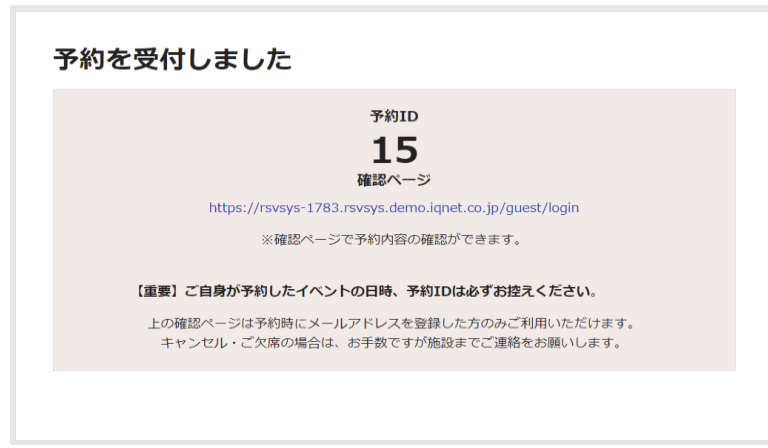 予約を受付しました
予約ID
15
確認ページ
https://rsvsys-1783.rsvsys.demo.iqnet.co.jp/guest/login
※確認ページで予約内容の確認ができます。
【重要】ご自身が予約したイベントの日時、予約IDは必ずお控えください。
上の確認ページは予約時にメールアドレスを登録した方のみご利用いただけます。
キャンセル・ご欠席の場合は、お手数ですが施設までご連絡をお願いします。